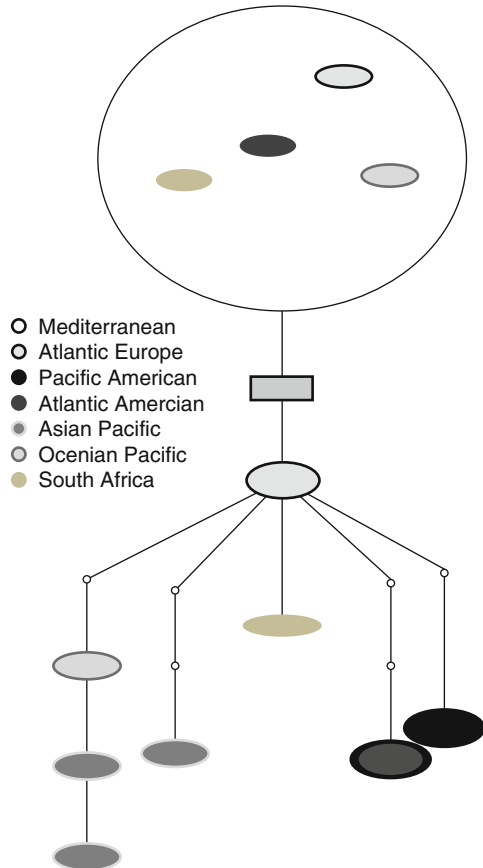 Mediterranean
Atlantic Europe
Pacific American
Atlantic Amercian
Asian Pacific
Ocenian Pacific
South Africa